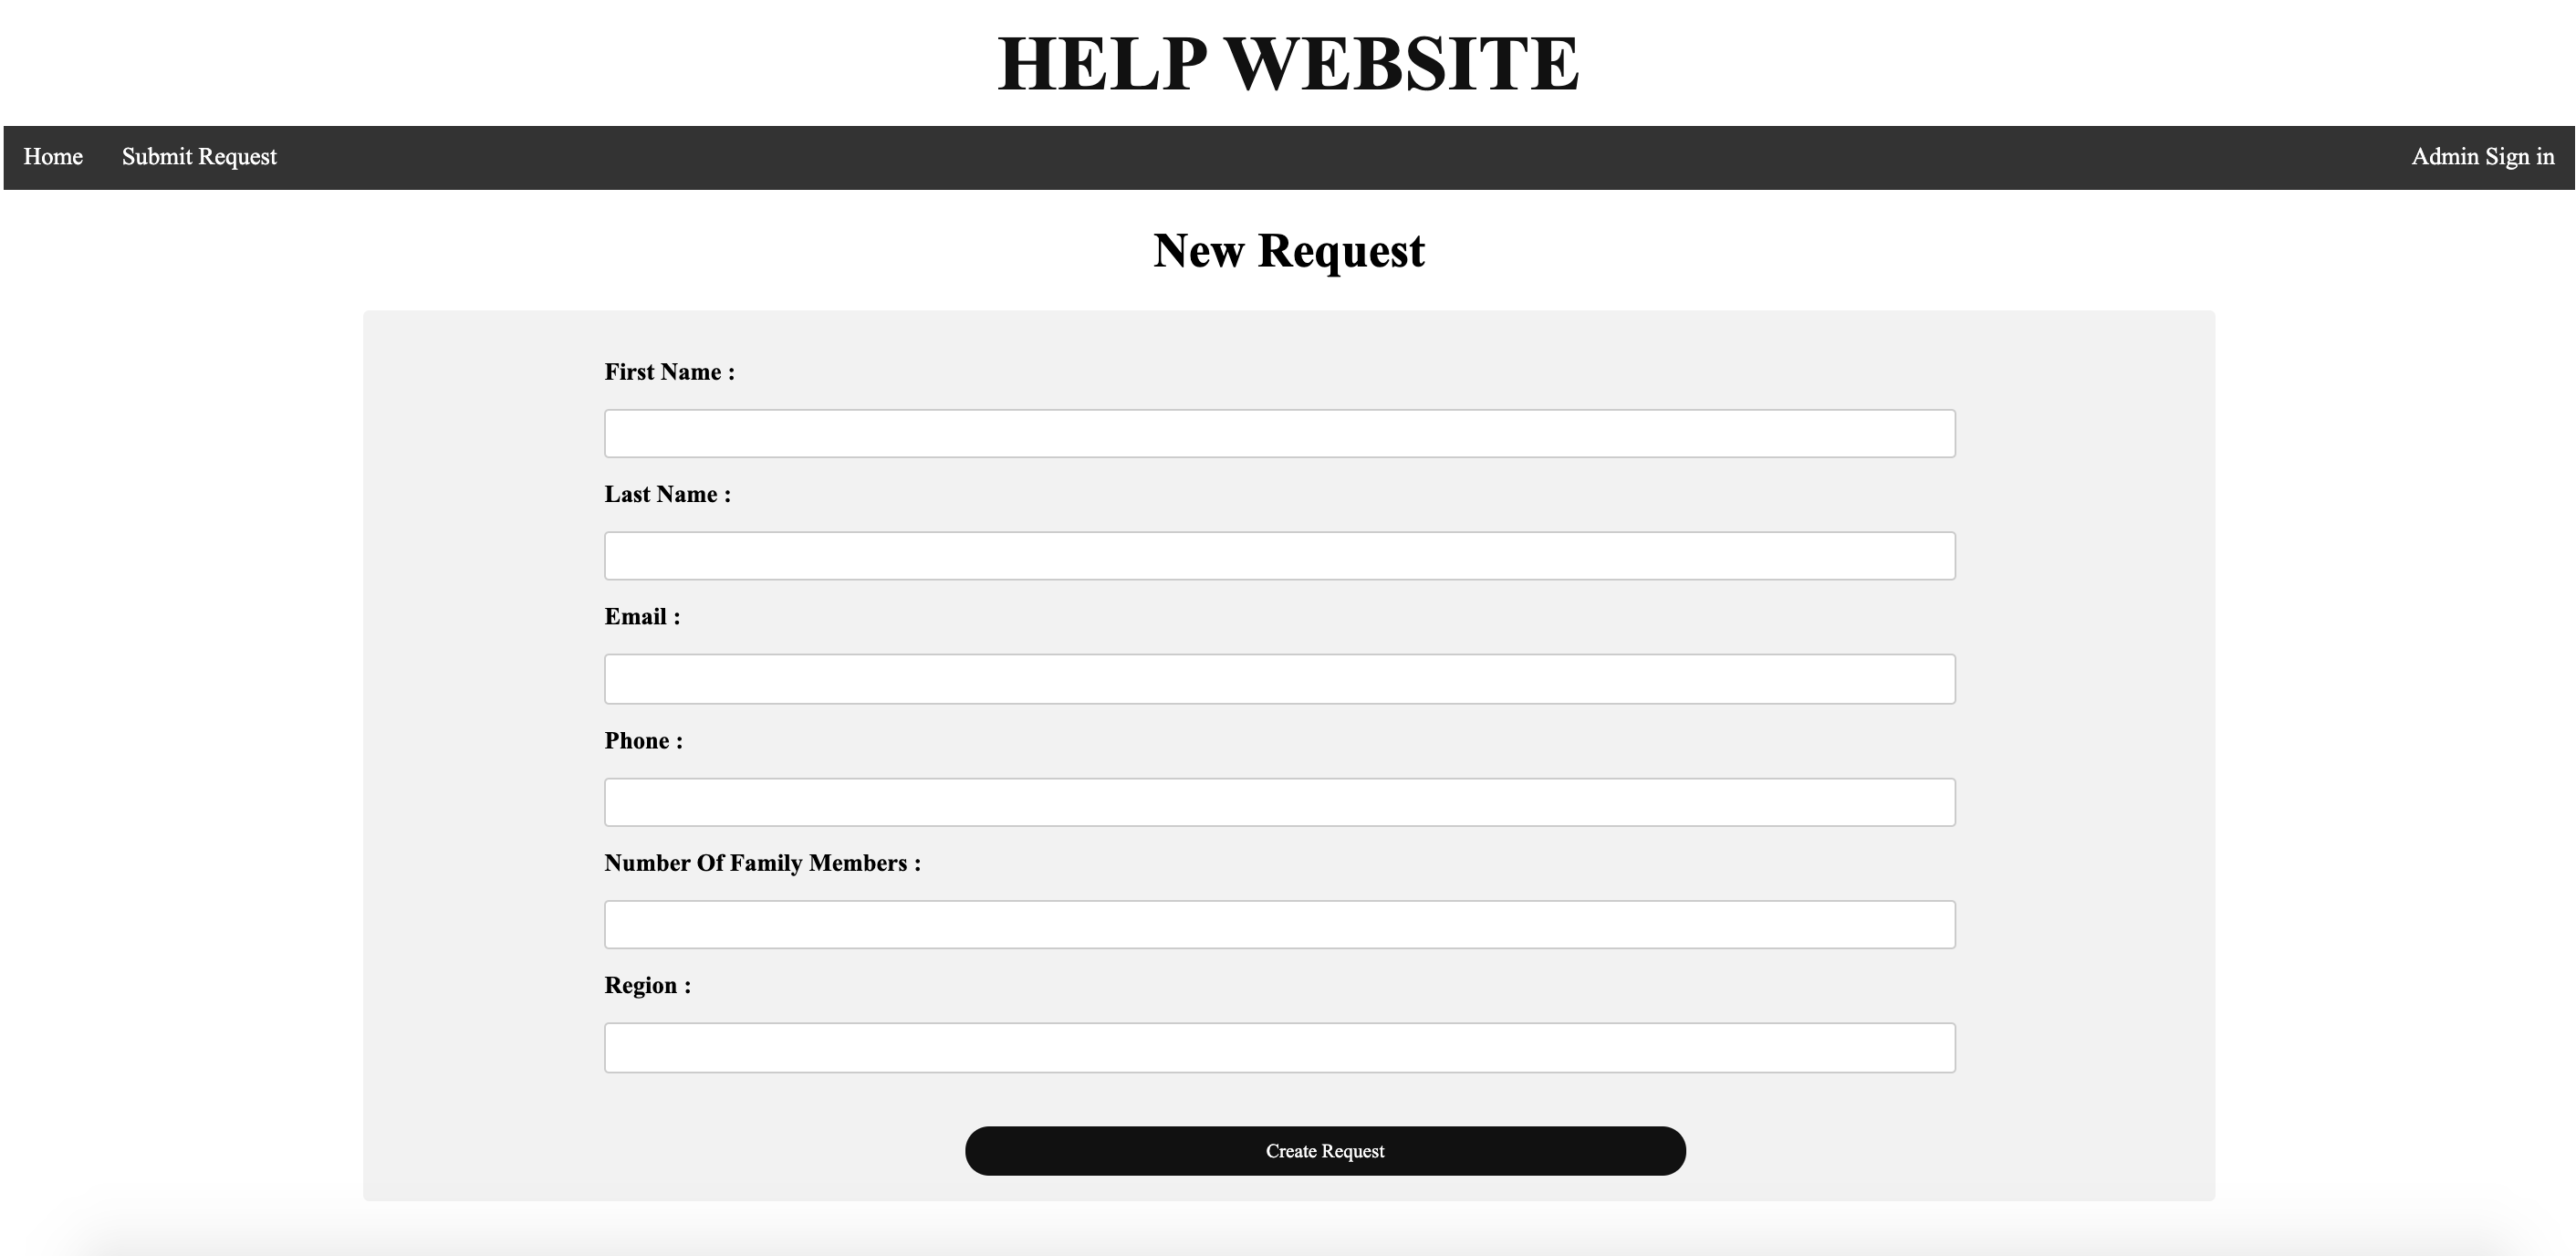 HELP WEBSITE
Home Submit Request Admin Sign in
New Request
First Name :
Last Name :
Email :
Phone :
Number Of Family Members :
Region :
Create Request